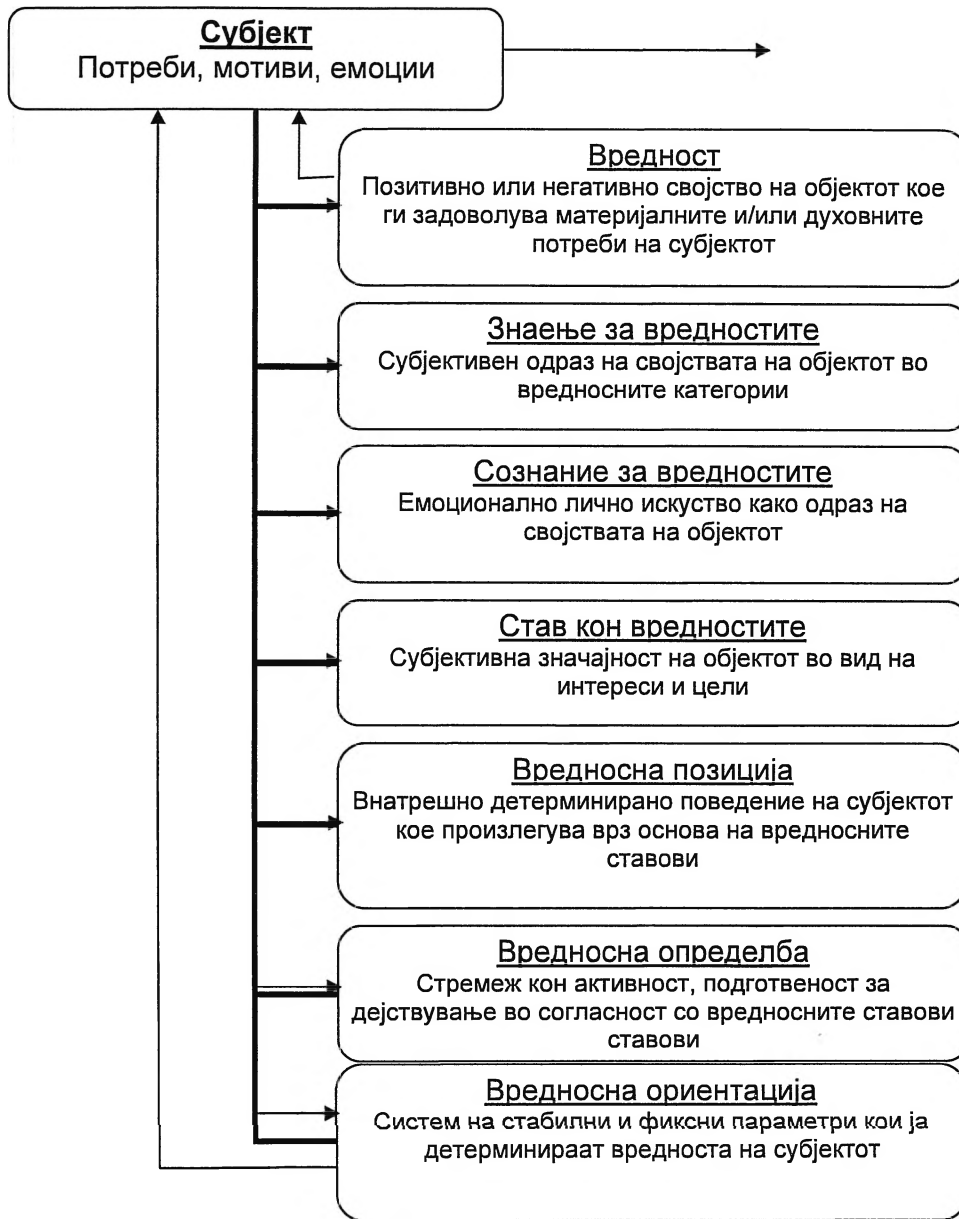 Субјект
Потреби, мотиви, емоции
Вредност
Позитивно или негативно својство на објектот кое
ги задоволува материјалните и/или духовните
потреби на субјектот
Знаење за вредностите
Субјективен одраз на својствата на објектот во
вредносните категории
Сознание за вредностите
Емоционално лично искуство како одраз на
својствата на објектот
Став кон вредностите
Субјективна значајност на објектот во вид на
интереси и цели
Вредносна позиција
Внатрешно детерминирано поведение на субјектот
кое произлегува врз основа на вредносните
ставови
Вредносна определба
Стремеж кон активност, подготвеност за
дејствување во согласност со вредносните ставови
ставови
Вредносна ориентација
Систем на стабилни и фиксни параметри кои ја
детерминираат вредноста на субјектот